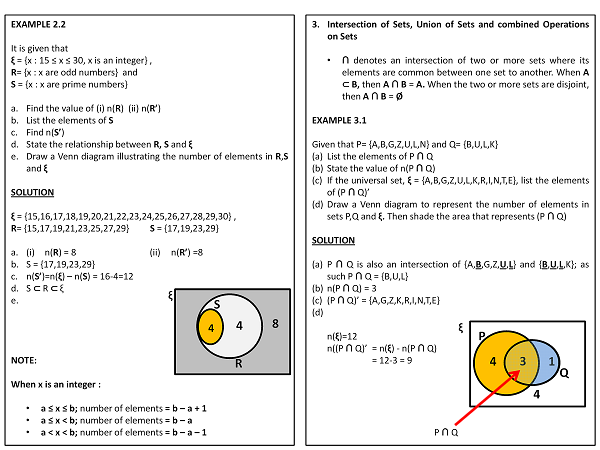 EXAMPLE 2.2
It is given that
ξ = {x : 15 ≤ x ≤ 30, x is an integer} ,
R= {x : x are odd numbers}  and
S = {x : x are prime numbers}
a. Find the value of (i) n(R)  (ii) n(R’)
b. List the elements of S
c. Find n(S’)
d. State the relationship between R, S and ξ
e. Draw a Venn diagram illustrating the number of elements in R,S
and ξ
SOLUTION
ξ = {15,16,17,18,19,20,21,22,23,24,25,26,27,28,29,30} ,
R= {15,17,19,21,23,25,27,29} S = {17,19,23,29}
a. (i) n(R) = 8 (ii) n(R’) =8
b. S = {17,19,23,29}
c. n(S’)=n(ξ) – n(S) = 16-4=12
d. S ⊂ R ⊂ ξ
e.
ξ
S
4 4 8
R
NOTE:
When x is an integer :
• a ≤ x ≤ b; number of elements = b – a + 1
• a ≤ x < b; number of elements = b – a
• a < x < b; number of elements = b – a – 1
3. Intersection of Sets, Union of Sets and combined Operations
on Sets
• ꓵ denotes an intersection of two or more sets where its
elements are common between one set to another. When A
⊂ B, then A ꓵ B = A. When the two or more sets are disjoint,
then A ꓵ B = Ø
EXAMPLE 3.1
Given that P= {A,B,G,Z,U,L,N} and Q= {B,U,L,K}
(a) List the elements of P ꓵ Q
(b) State the value of n(P ꓵ Q)
(c) If the universal set, ξ = {A,B,G,Z,U,L,K,R,I,N,T,E}, list the elements
of (P ꓵ Q)’
(d) Draw a Venn diagram to represent the number of elements in
sets P,Q and ξ. Then shade the area that represents (P ꓵ Q)
SOLUTION
(a) P ꓵ Q is also an intersection of {A,B,G,Z,U,L} and {B,U,L,K}; as
such P ꓵ Q = {B,U,L}
(b) n(P ꓵ Q) = 3
(c) (P ꓵ Q)’ = {A,G,Z,K,R,I,N,T,E}
(d)
n(ξ)=12
n((P ꓵ Q)’ = n(ξ) - n(P ꓵ Q)
= 12-3 = 9
ξ
P
4 3 1
Q
4
P ꓵ Q